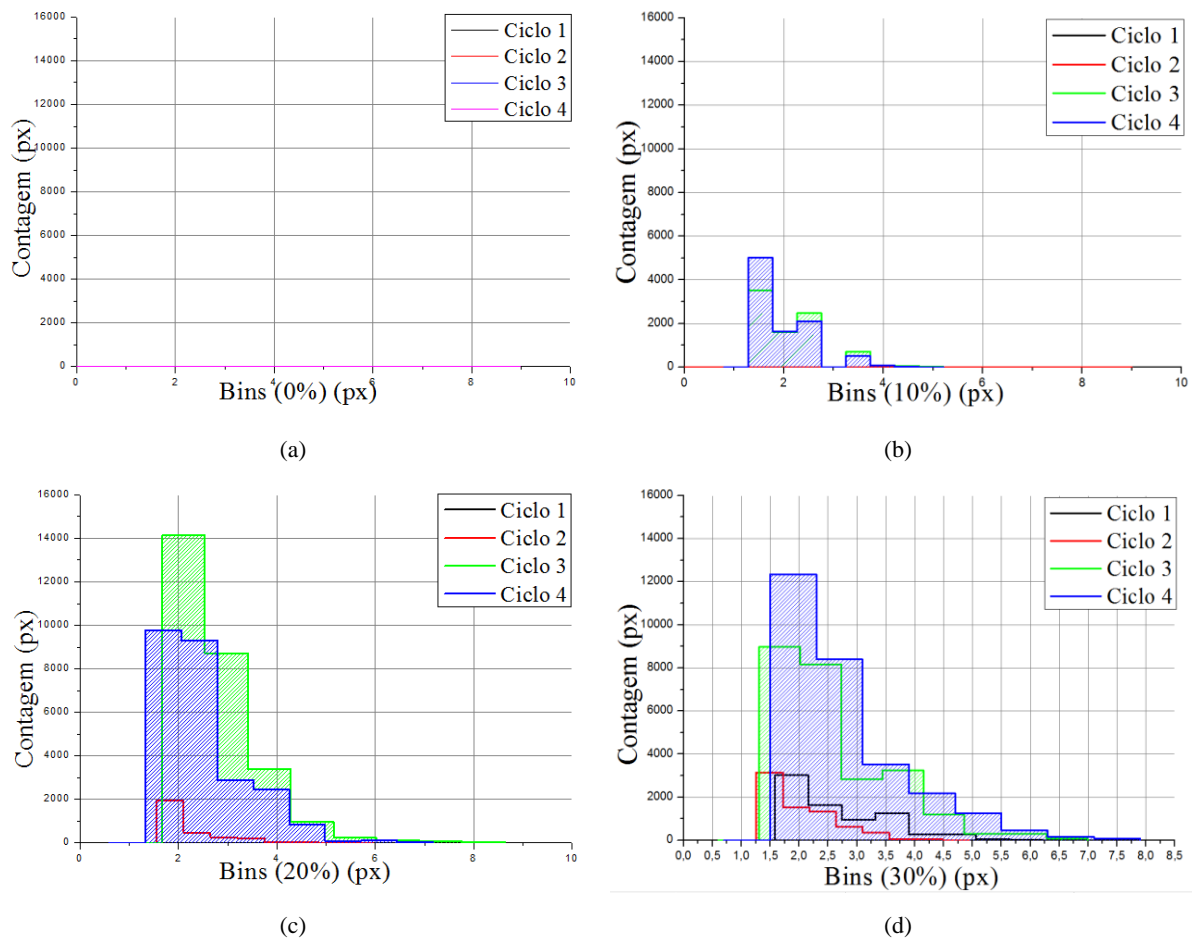 16000
14000
12000
10000
8000
6000
4000
2000
0
Contagem (px)
0 2 4 6 8 10
Bins (0%) (px)
Ciclo 1
Ciclo 2
Ciclo 3
Ciclo 4
(a)
16000
14000
12000
10000
8000
6000
4000
2000
0
Contagem (px)
0 2 4 6 8 10
Bins (10%) (px)
Ciclo 1
Ciclo 2
Ciclo 3
Ciclo 4
(b)
16000
14000
12000
10000
8000
6000
4000
2000
0
Contagem (px)
0 2 4 6 8 10
Bins (20%) (px)
Ciclo 1
Ciclo 2
Ciclo 3
Ciclo 4
(c)
16000
14000
12000
10000
8000
6000
4000
2000
0
Contagem (px)
0,0 0,5 1,0 1,5 2,0 2,5 3,0 3,5 4,0 4,5 5,0 5,5 6,0 6,5 7,0 7,5 8,0 8,5
Bins (30%) (px)
Ciclo 1
Ciclo 2
Ciclo 3
Ciclo 4
(d)